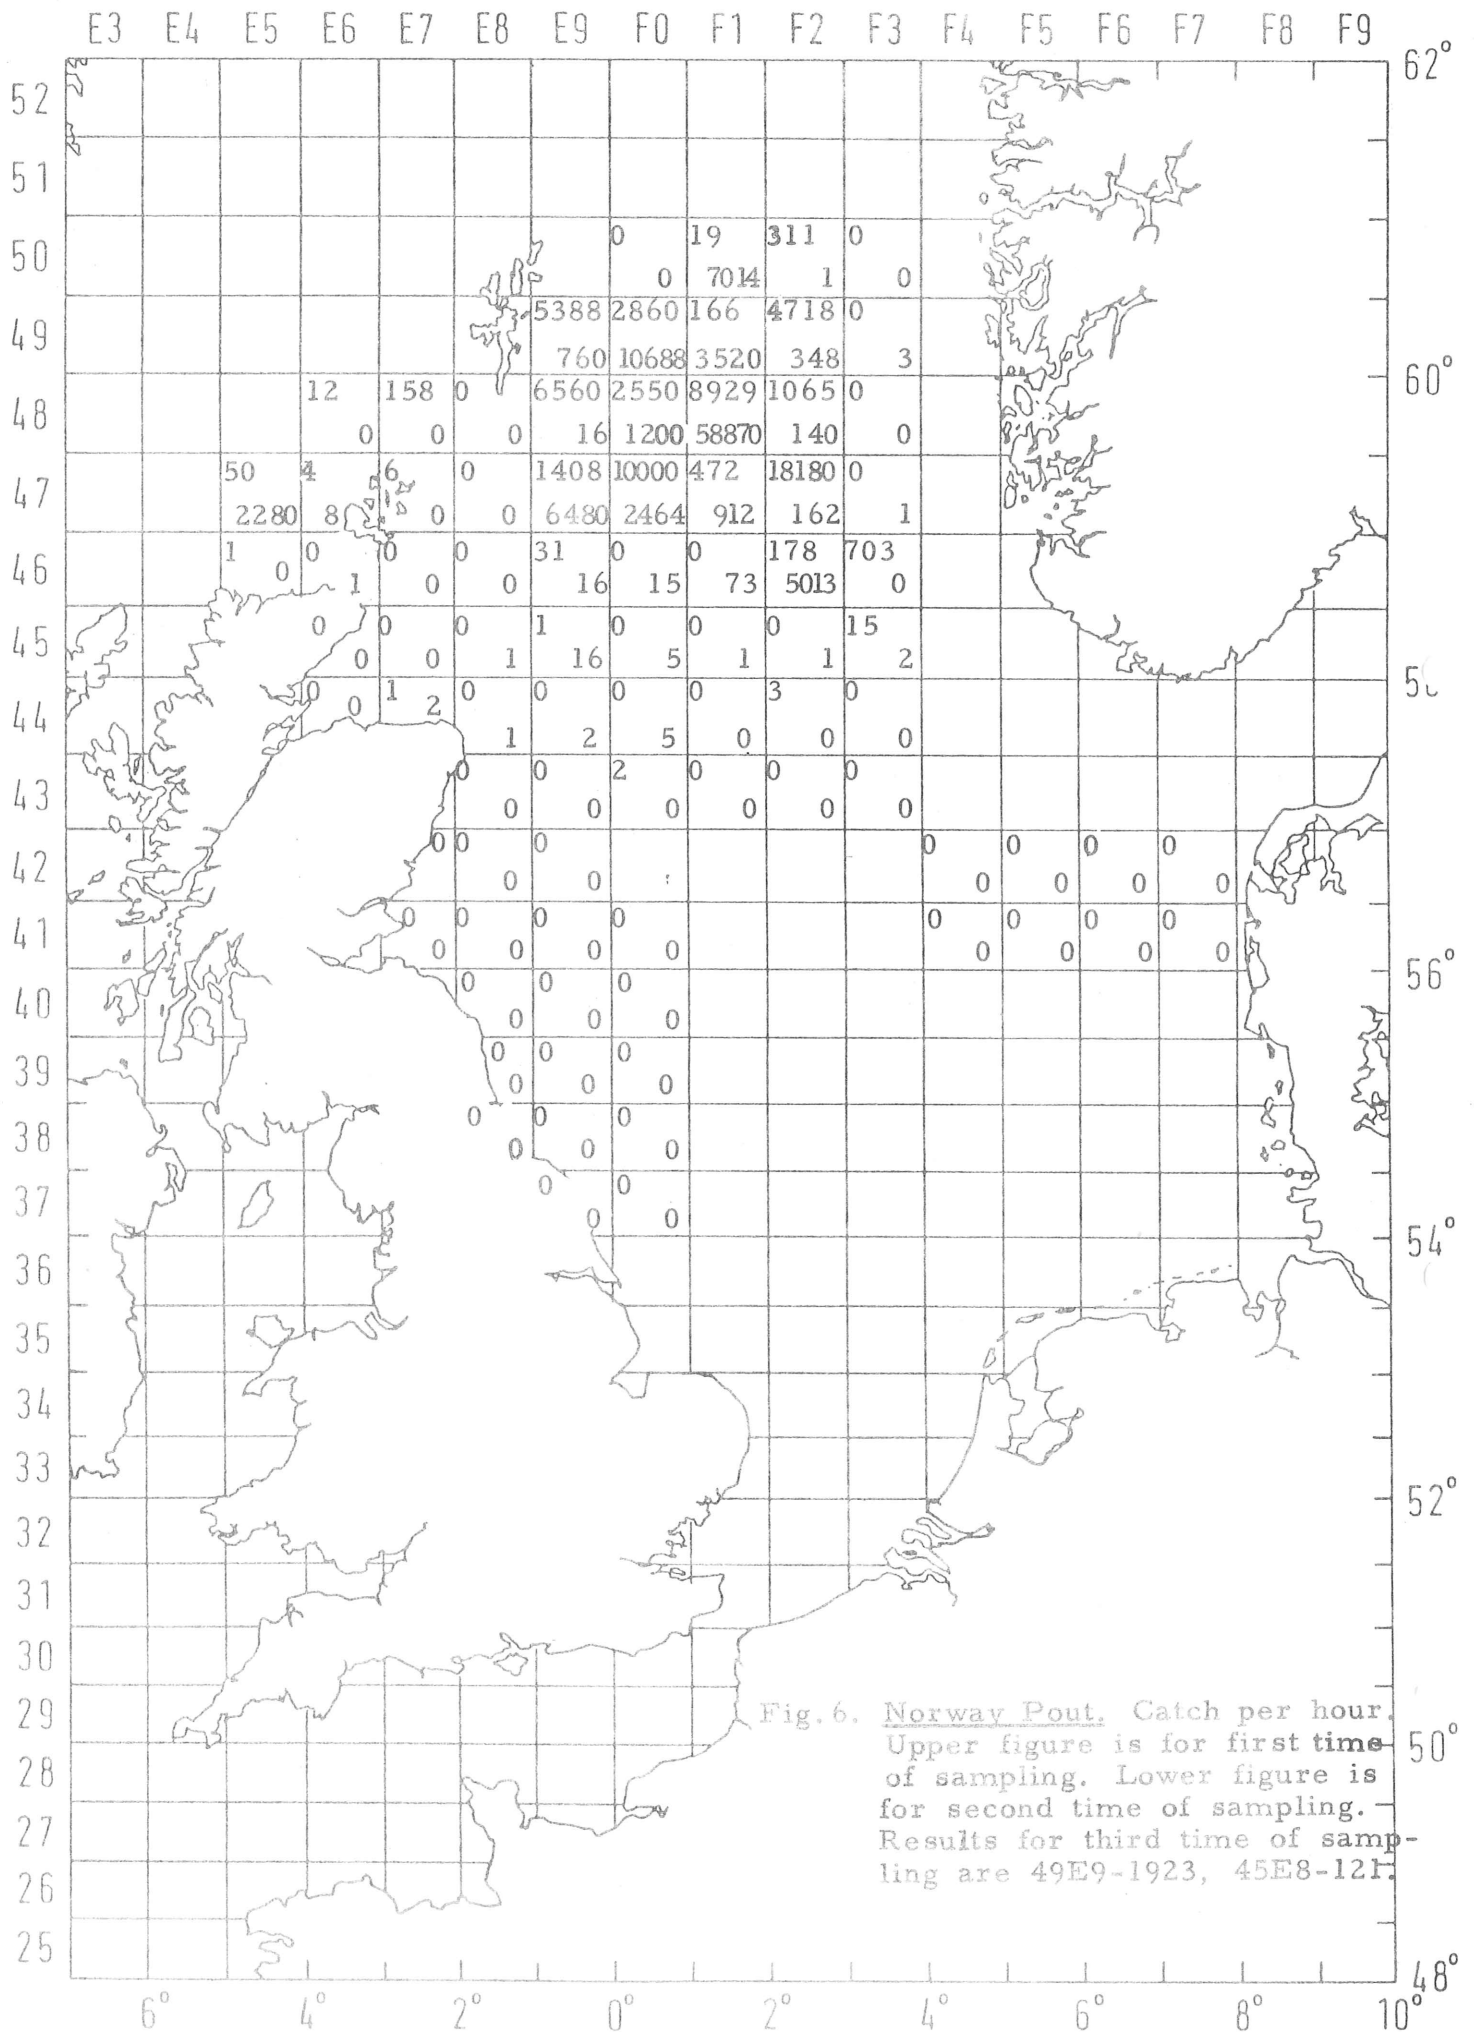 E3 E4 E5 E6 E7 E8 E9 F0 F1 F2 F3 F4 F5 F6 F7 F8 F9
62°
52
51
0 19 311 0
50
0 7014 1 0
5388 2860 166 4718 0
49
760 10688 3520 348 3
60°
12 158 0 6560 2550 8929 1065 0
48
0 0 0 16 1200 58870 140 0
50 4 6 0 1408 10000 472 18180 0
47
2280 8 0 0 6480 2464 912 162 1
1 0 0 0 31 0 0 178 703
46
0 1 0 0 16 15 73 5013 0
0 0 0 1 0 0 0 15
45
0 0 1 16 5 1 1 2
0 1 0 0 0 0 3 0
44
0 2 1 2 5 0 0 0
0 0 2 0 0 0
43
0 0 0 0 0 0
0 0 0 0 0 0 0
42
0 0 0 0 0 0
0 0 0 0 0 0 0 0
41
0 0 0 0 0 0 0 0
56°
0 0 0
40
0 0 0
0 0 0
39
0 0 0
0 0 0
38
0 0 0
0 0
37
0 0
54°
36
35
34
33
52°
32
31
30
29
Fig. 6. Norway Pout. Catch per hour.
Upper figure is for first time
50°
of sampling. Lower figure is
28
for second time of sampling.
27
Results for third time of samp-
ling are 49E9-1923, 45E8-121.
26
25
48°
6° 4° 2° 0° 2° 4° 6° 8° 10°